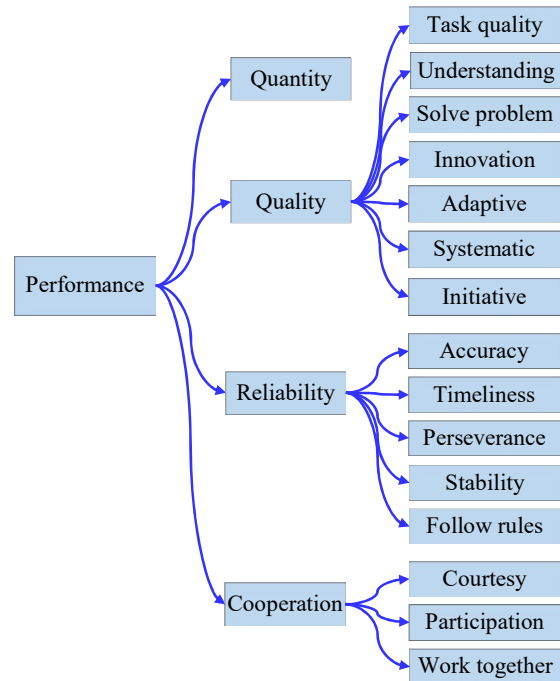 Performance
Quantity
Quality
Task quality
Understanding
Solve problem
Innovation
Adaptive
Systematic
Initiative
Reliability
Accuracy
Timeliness
Perseverance
Stability
Follow rules
Cooperation
Courtesy
Participation
Work together